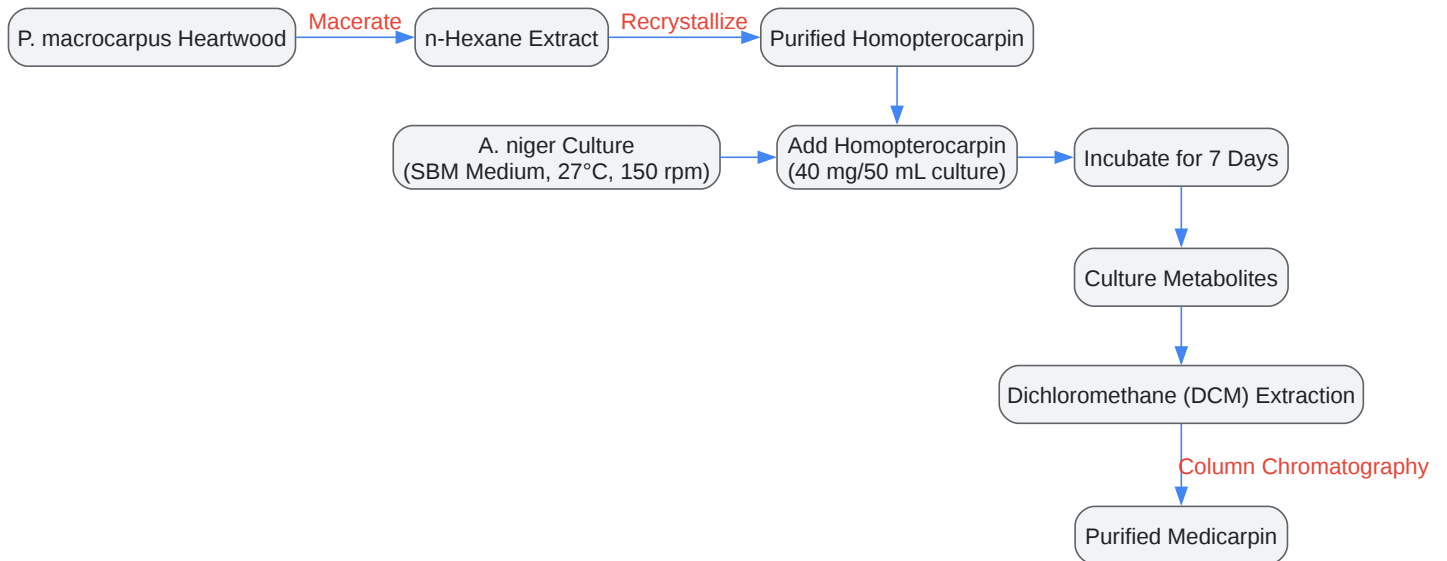 P. macrocarpus Heartwood
Macerate
n-Hexane Extract
Recrystallize
Purified Homopterocarpin
A. niger Culture
(SBM Medium, 27°C, 150 rpm)
Add Homopterocarpin
(40 mg/50 mL culture)
Incubate for 7 Days
Culture Metabolites
Dichloromethane (DCM) Extraction
Column Chromatography
Purified Medicarpin